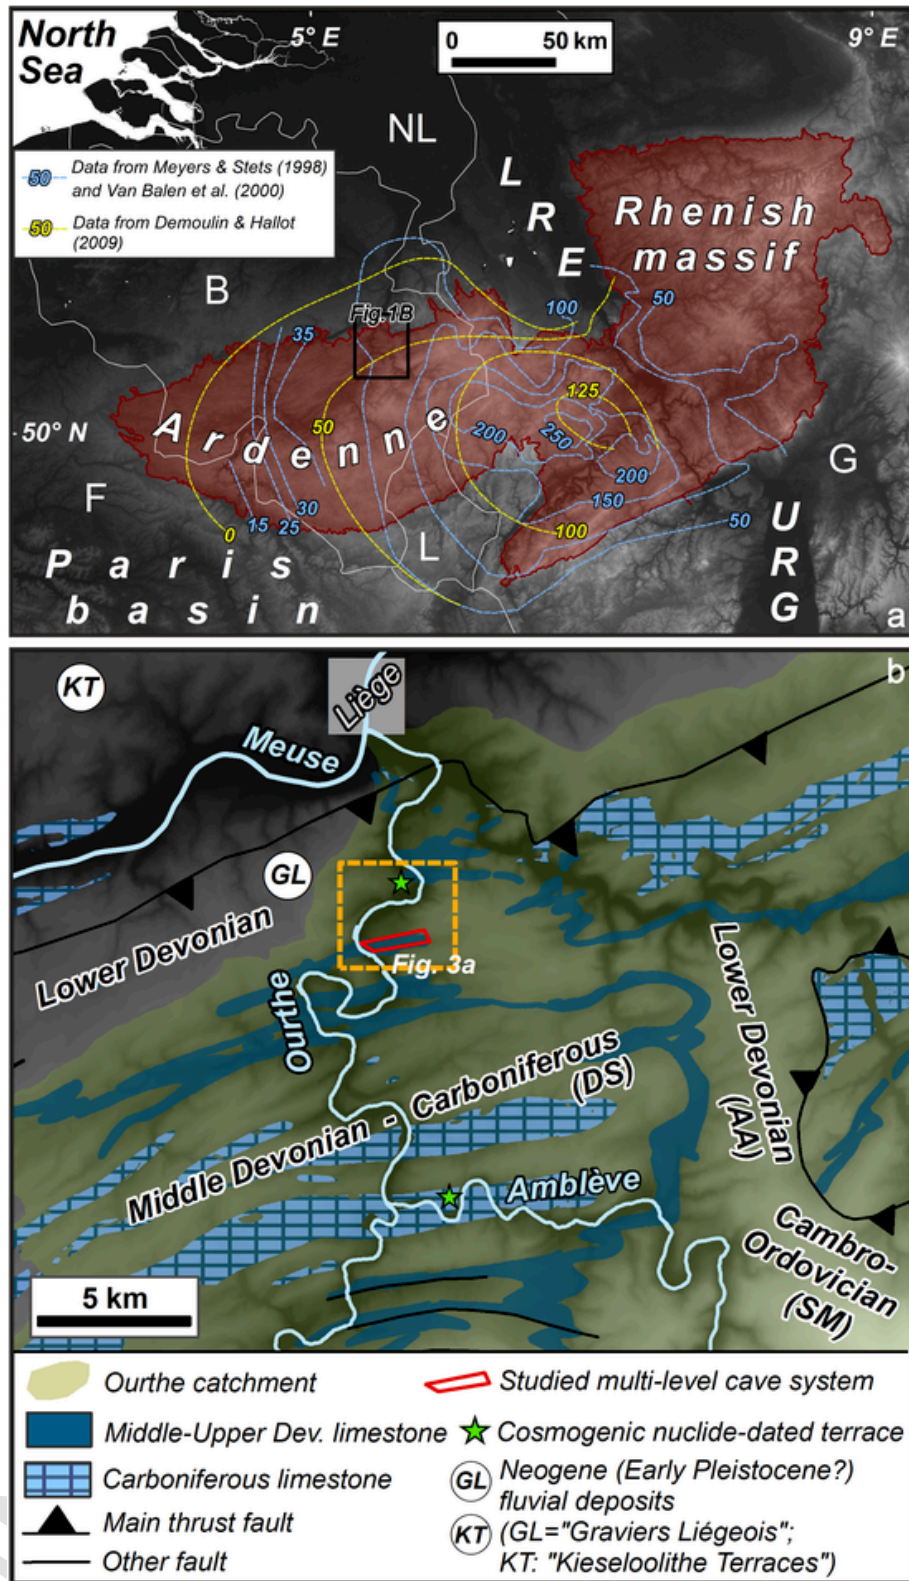 North
Sea
5° E
0 50 km
9° E
NL
50 Data from Meyers & Stets (1998)
and Van Balen et al. (2000)
50 Data from Demoulin & Hallot
(2009)
L
R
E
Rhenish
massif
B
Fig.1B
100
50
35
125
50° N
Ardenne
50
200
250
200
G
F
30
15
25
0
150
100
50
L
U
R
G
Paris
basin
a
KT
Liège
b
Meuse
GL
Lower Devonian
Fig. 3a
Ourthe
Lower Devonian
(AA)
Middle Devonian - Carboniferous
(DS)
Amblève
Cambro-
Ordovician
(SM)
5 km
Ourthe catchment
Studied multi-level cave system
Middle-Upper Dev. limestone
Cosmogenic nuclide-dated terrace
Carboniferous limestone
GL Neogene (Early Pleistocene?)
fluvial deposits
Main thrust fault
KT (GL="Graviers Liégeois";
Other fault
KT: "Kieseloolithe Terraces")